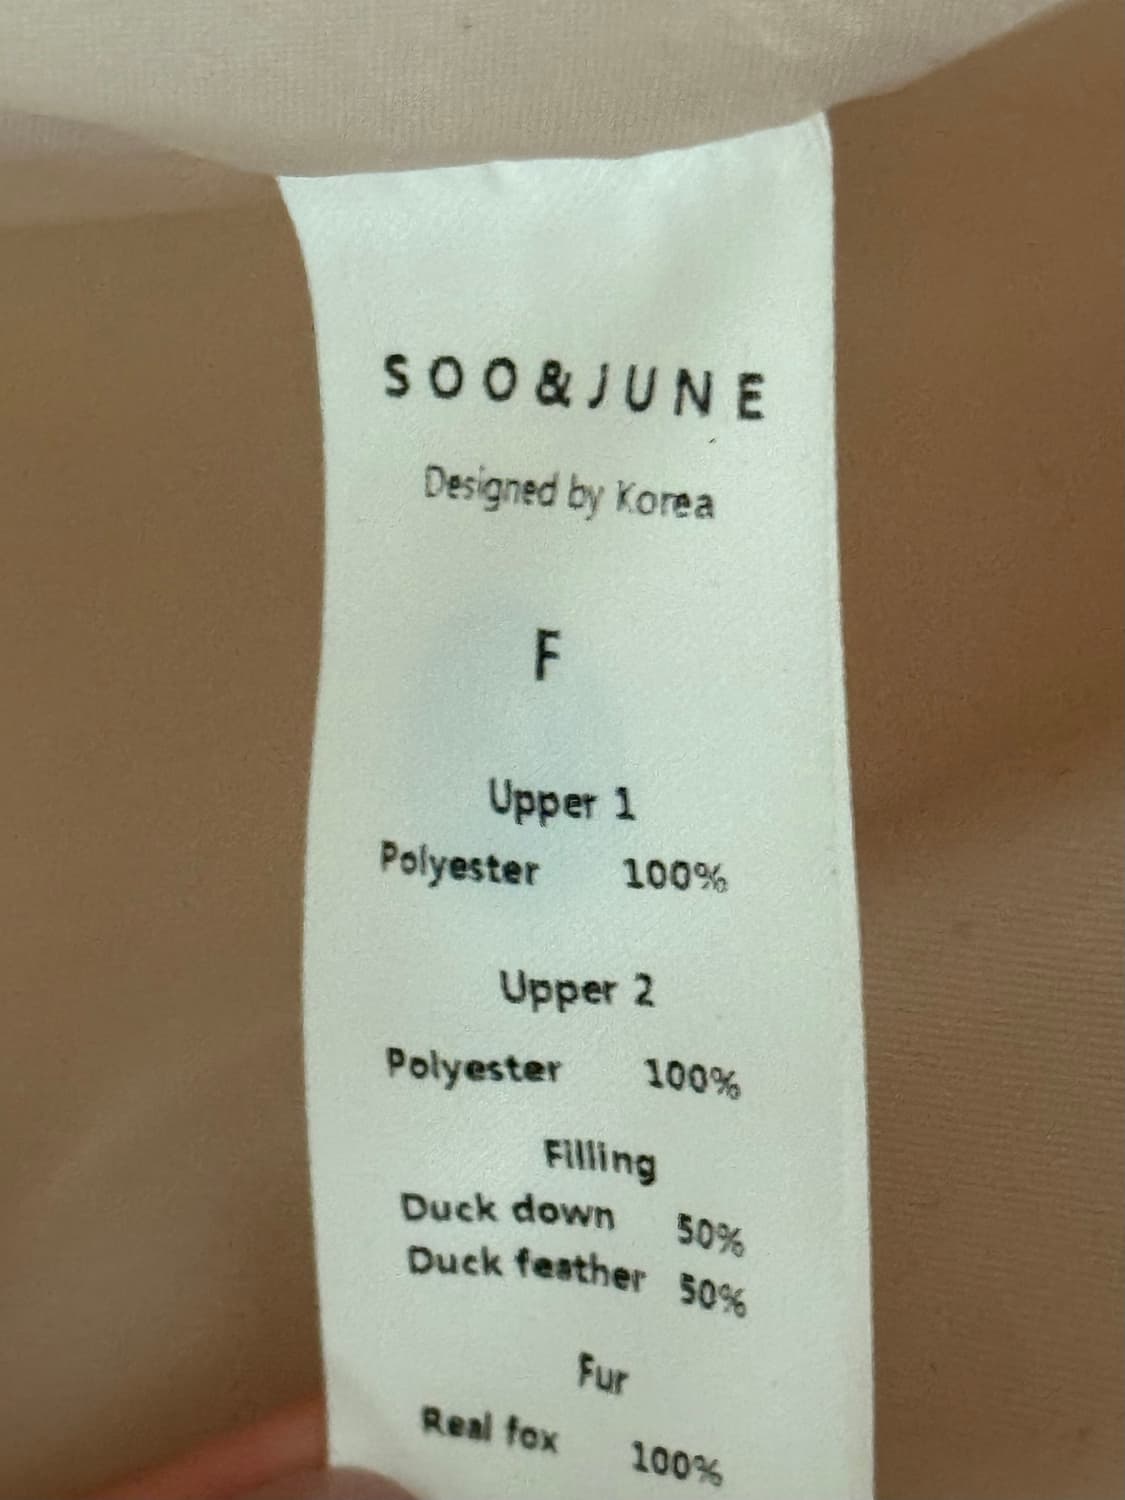 SOO&JUNE
Designed by Korea
F
Upper 1
Polyester 100%
Upper 2
Polyester 100%
Filling
Duck down 50%
Duck feather 50%
Fur
Real fox 100%